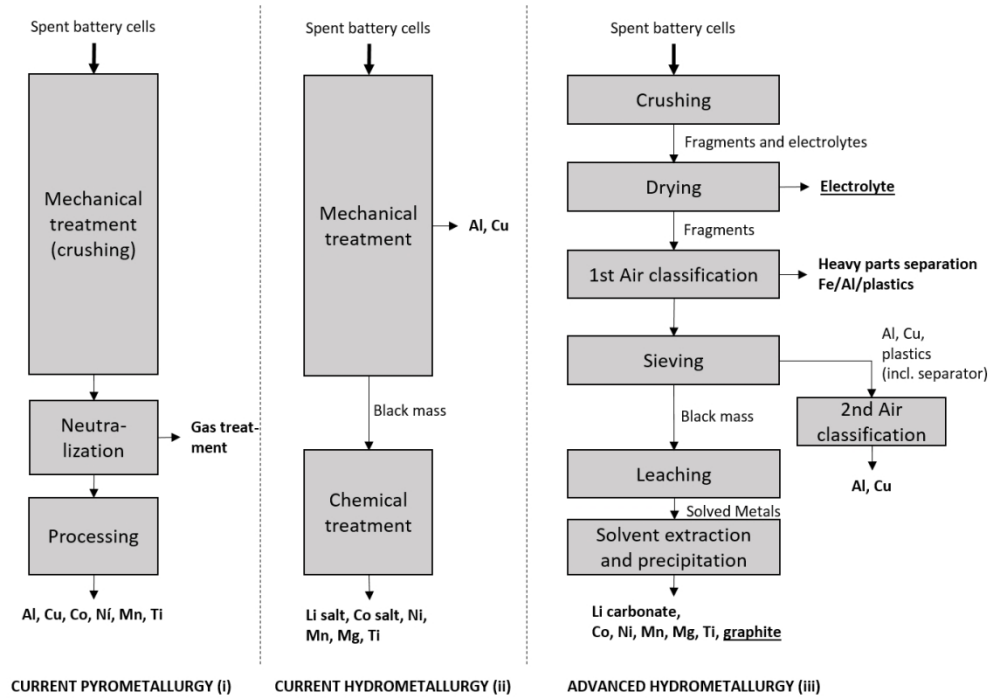 Spent battery cells
Mechanical
treatment
(crushing)
Neutra-
lization
Gas treat-
ment
Processing
Al, Cu, Co, Ní, Mn, Ti
CURRENT PYROMETALLURGY (i)
Spent battery cells
Mechanical
treatment
Al, Cu
Black mass
Chemical
treatment
Li salt, Co salt, Ni,
Mn, Mg, Ti
CURRENT HYDROMETALLURGY (ii)
Spent battery cells
Crushing
Fragments and electrolytes
Drying
Electrolyte
Fragments
1st Air classification
Heavy parts separation
Fe/Al/plastics
Sieving
Al, Cu,
plastics
(incl. separator)
2nd Air
classification
Al, Cu
Black mass
Leaching
Solved Metals
Solvent extraction
and precipitation
Li carbonate,
Co, Ni, Mn, Mg, Ti, graphite
ADVANCED HYDROMETALLURGY (iii)